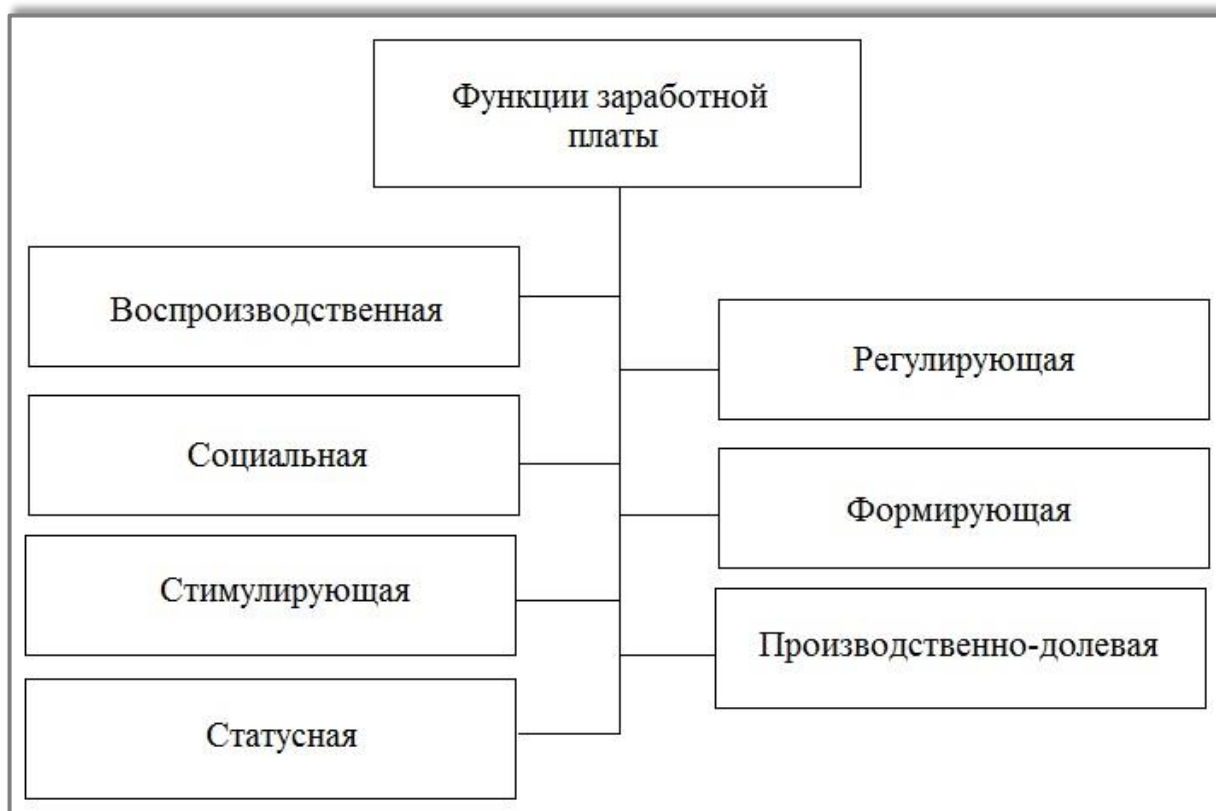 Функции заработной
платы
Воспроизводственная
Социальная
Стимулирующая
Статусная
Регулирующая
Формирующая
Производственно-долевая